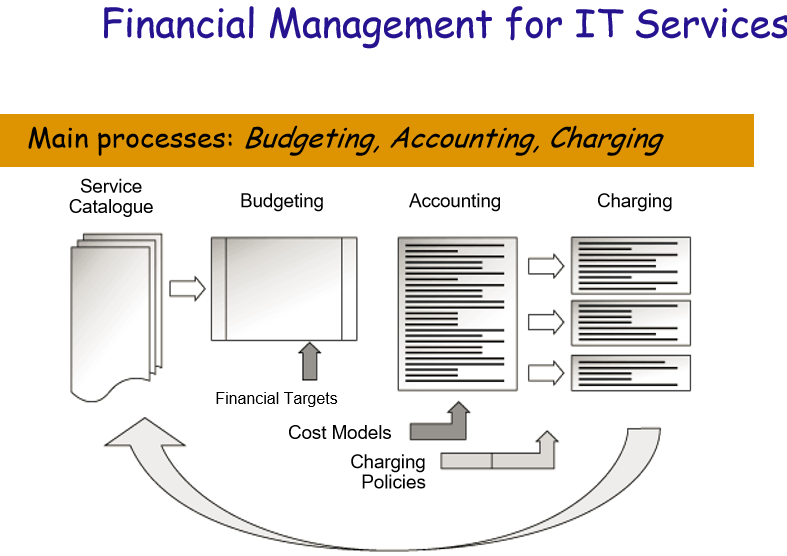 Financial Management for IT Services
Main processes: Budgeting, Accounting, Charging
Service
Catalogue
Budgeting
Accounting
Charging
Financial Targets
Cost Models
Charging
Policies